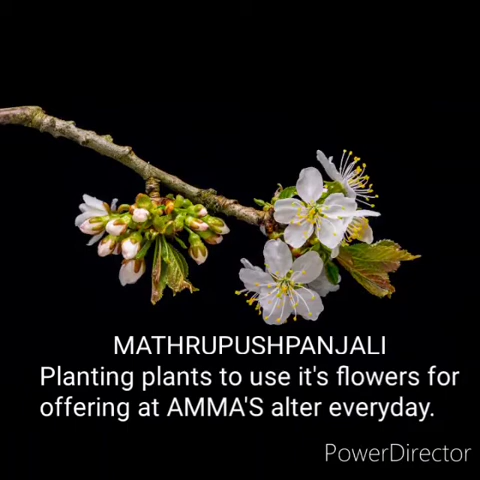 MATHRUPUSHPANJALI
Planting plants to use it's flowers for
offering at AMMA'S alter everyday.
PowerDirector